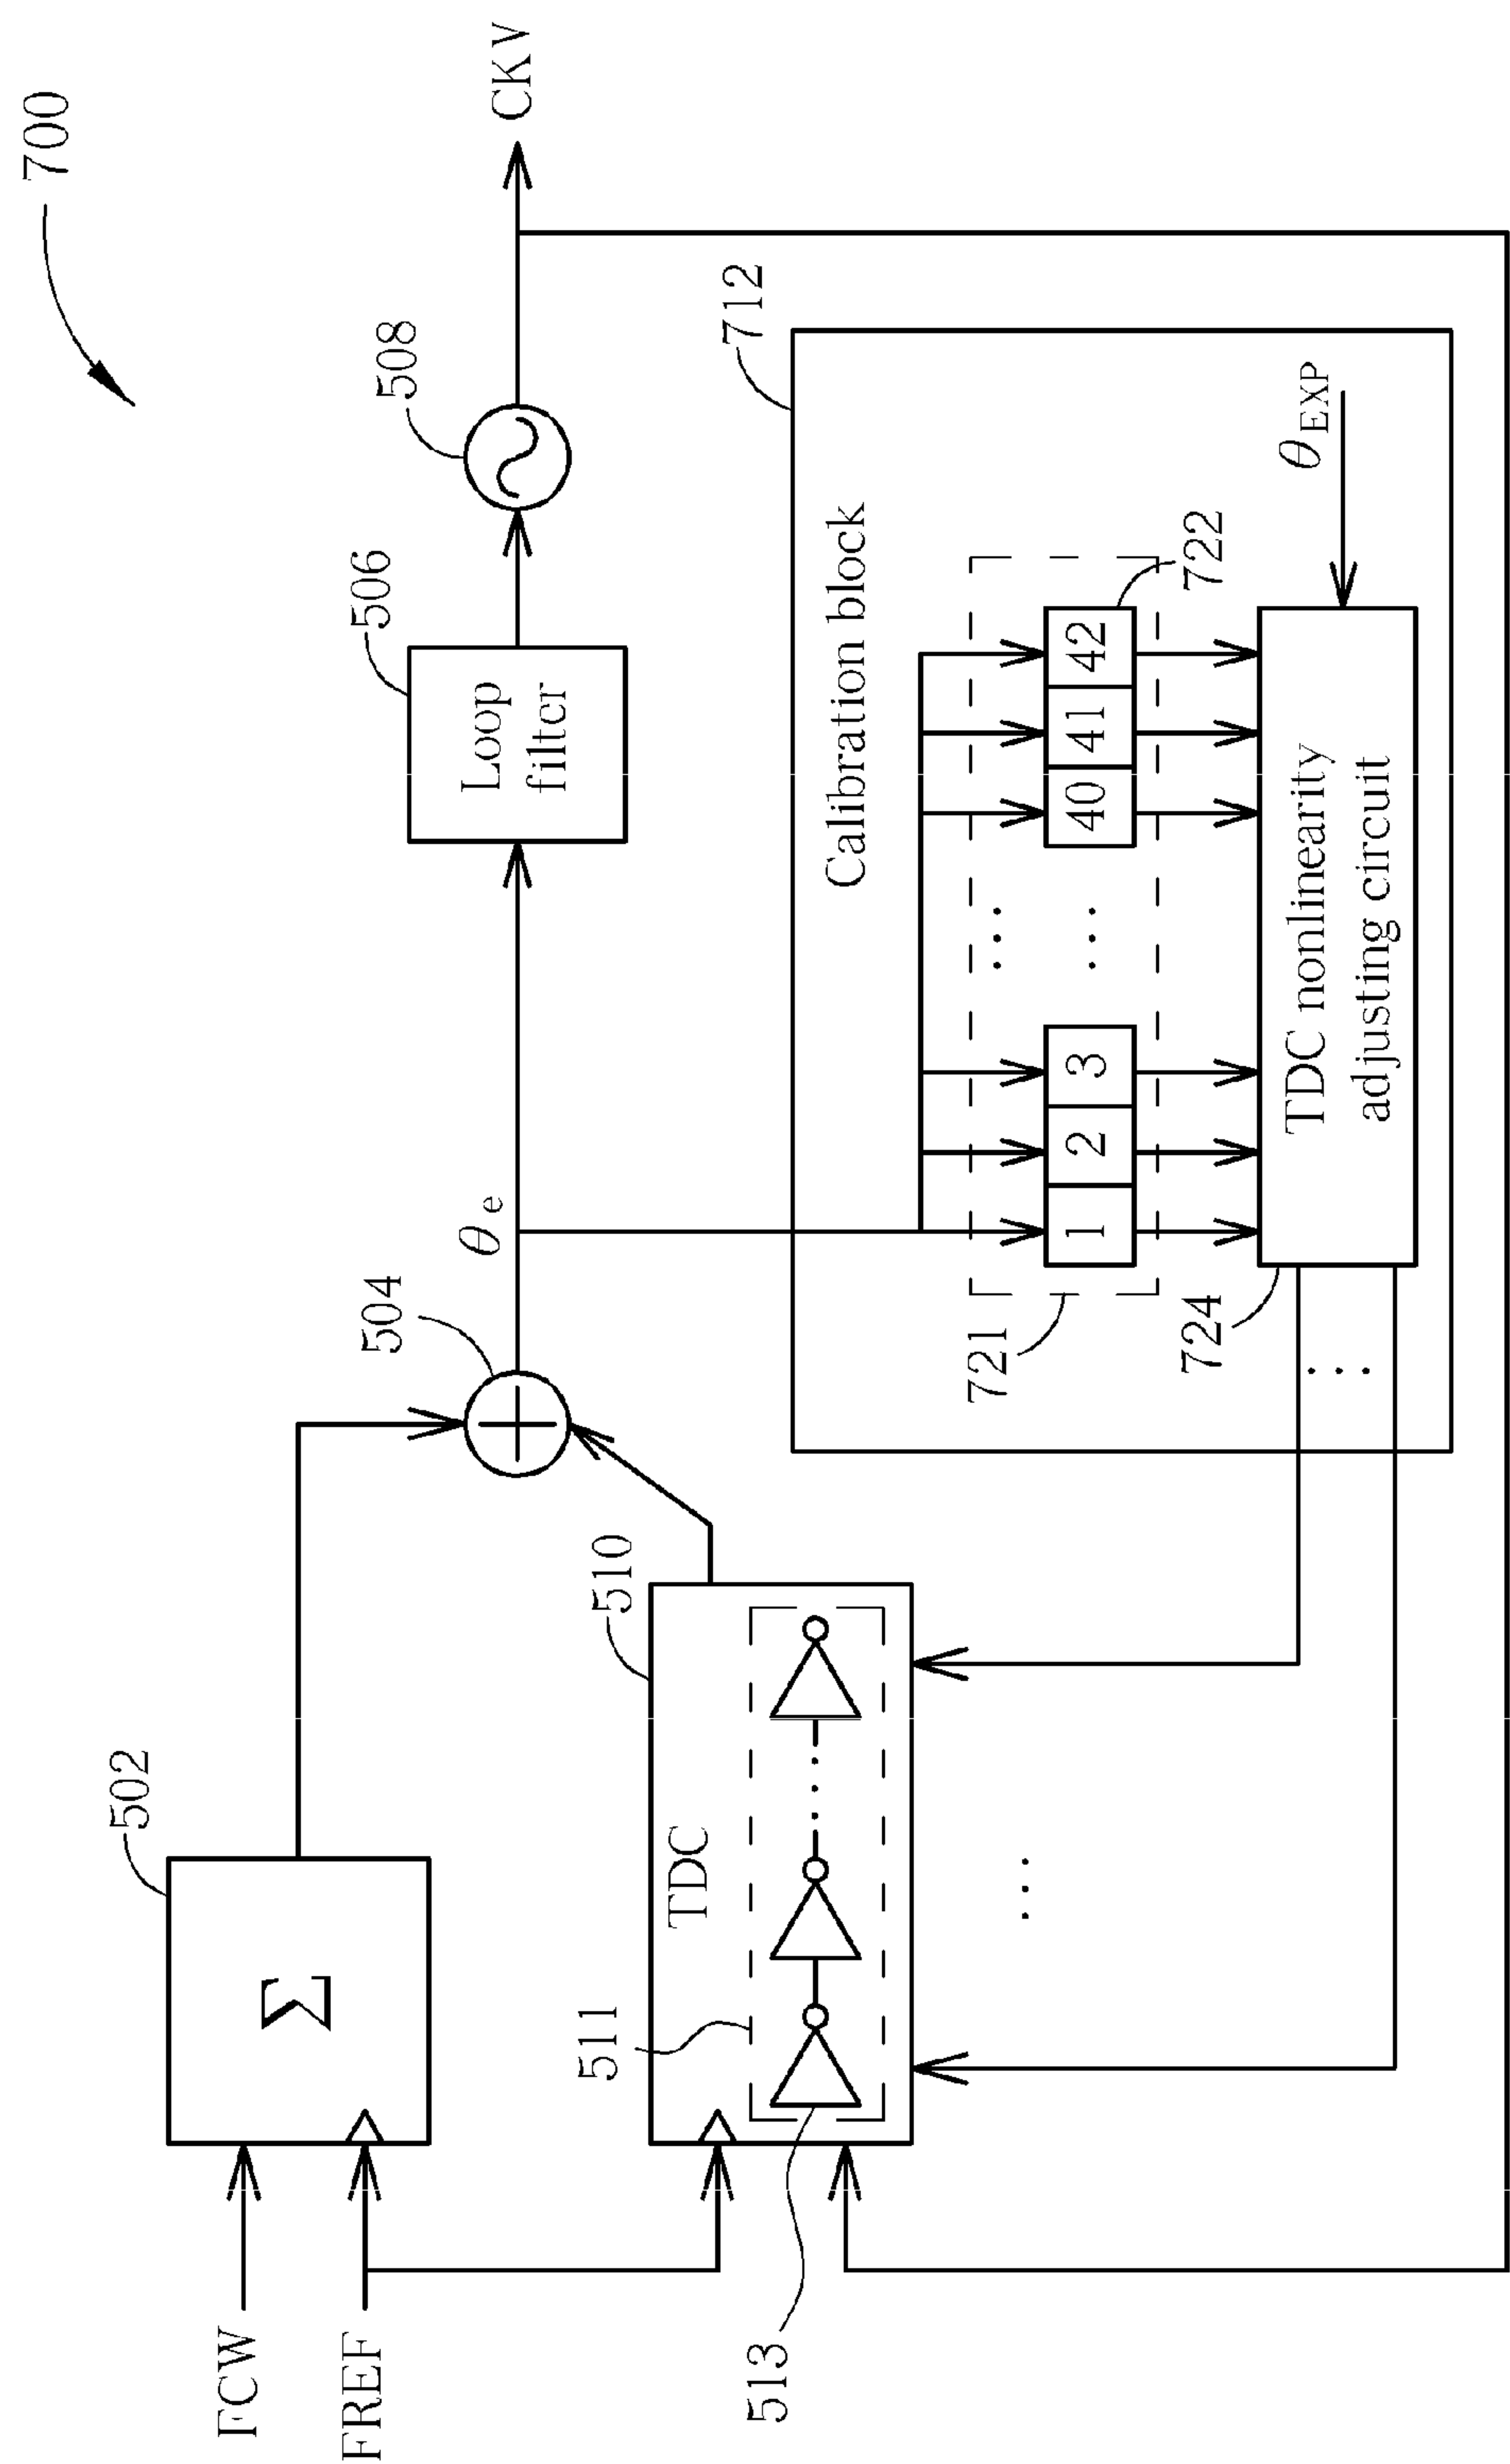 700
FCW
FREF
502
Σ
504
θe
506
Loop
filter
508
CKV
510
TDC
511
513
712
Calibration block
721
1
2
3
...
...
40
41
42
722
724
TDC nonlinearity
adjusting circuit
θEXP
...
...